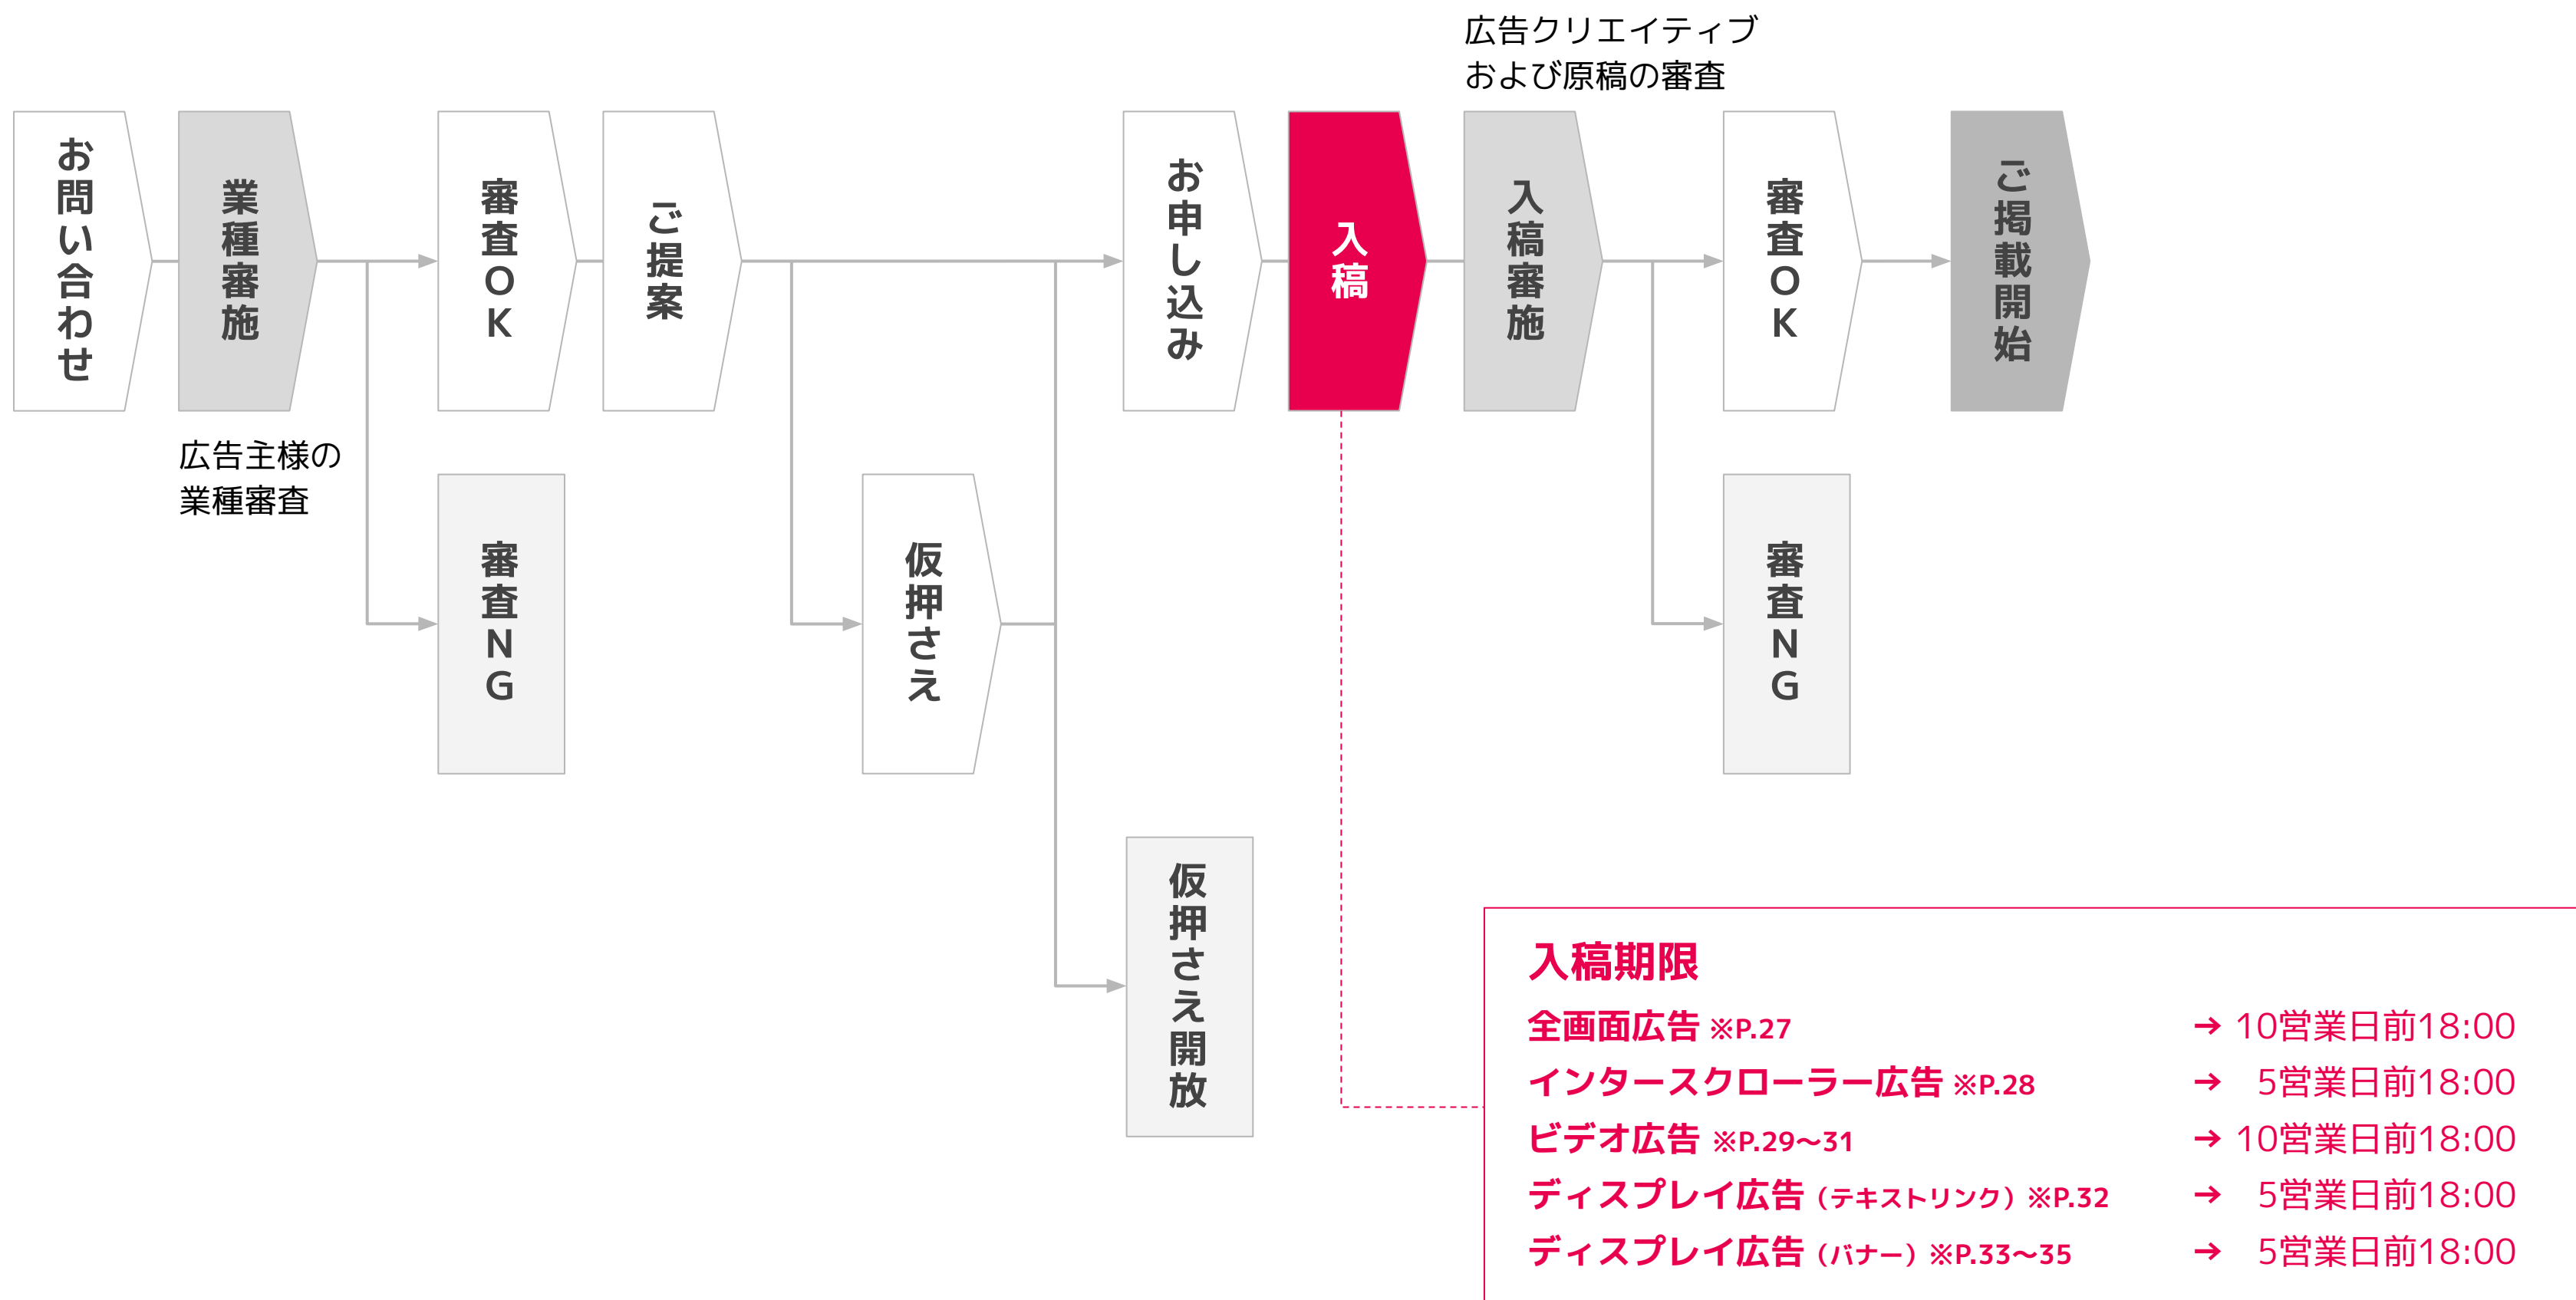 広告クリエイティブ
および原稿の審査
お問い合わせ
業種審施
審査OK
ご提案
お申し込み
入稿
入稿審施
審査OK
ご掲載開始
広告主様の
業種審査
審査NG
仮押さえ
審査NG
仮押さえ開放
入稿期限
全画面広告 ※P.27 → 10営業日前18:00
インタースクローラー広告 ※P.28 → 5営業日前18:00
ビデオ広告 ※P.29〜31 → 10営業日前18:00
ディスプレイ広告（テキストリンク）※P.32 → 5営業日前18:00
ディスプレイ広告（バナー）※P.33〜35 → 5営業日前18:00